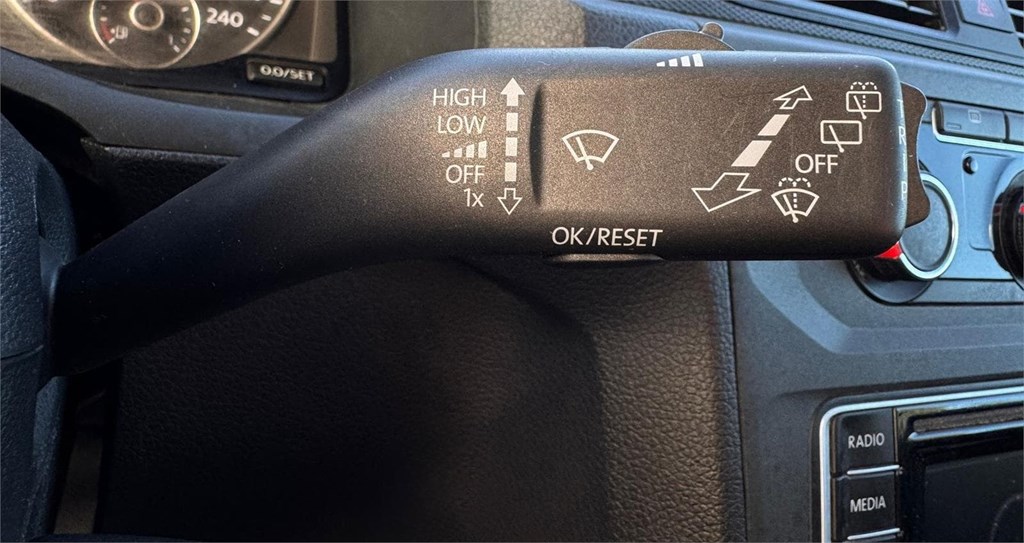 240
0.0/SET
HIGH
LOW
OFF
1x
OFF
OK/RESET
RADIO
MEDIA